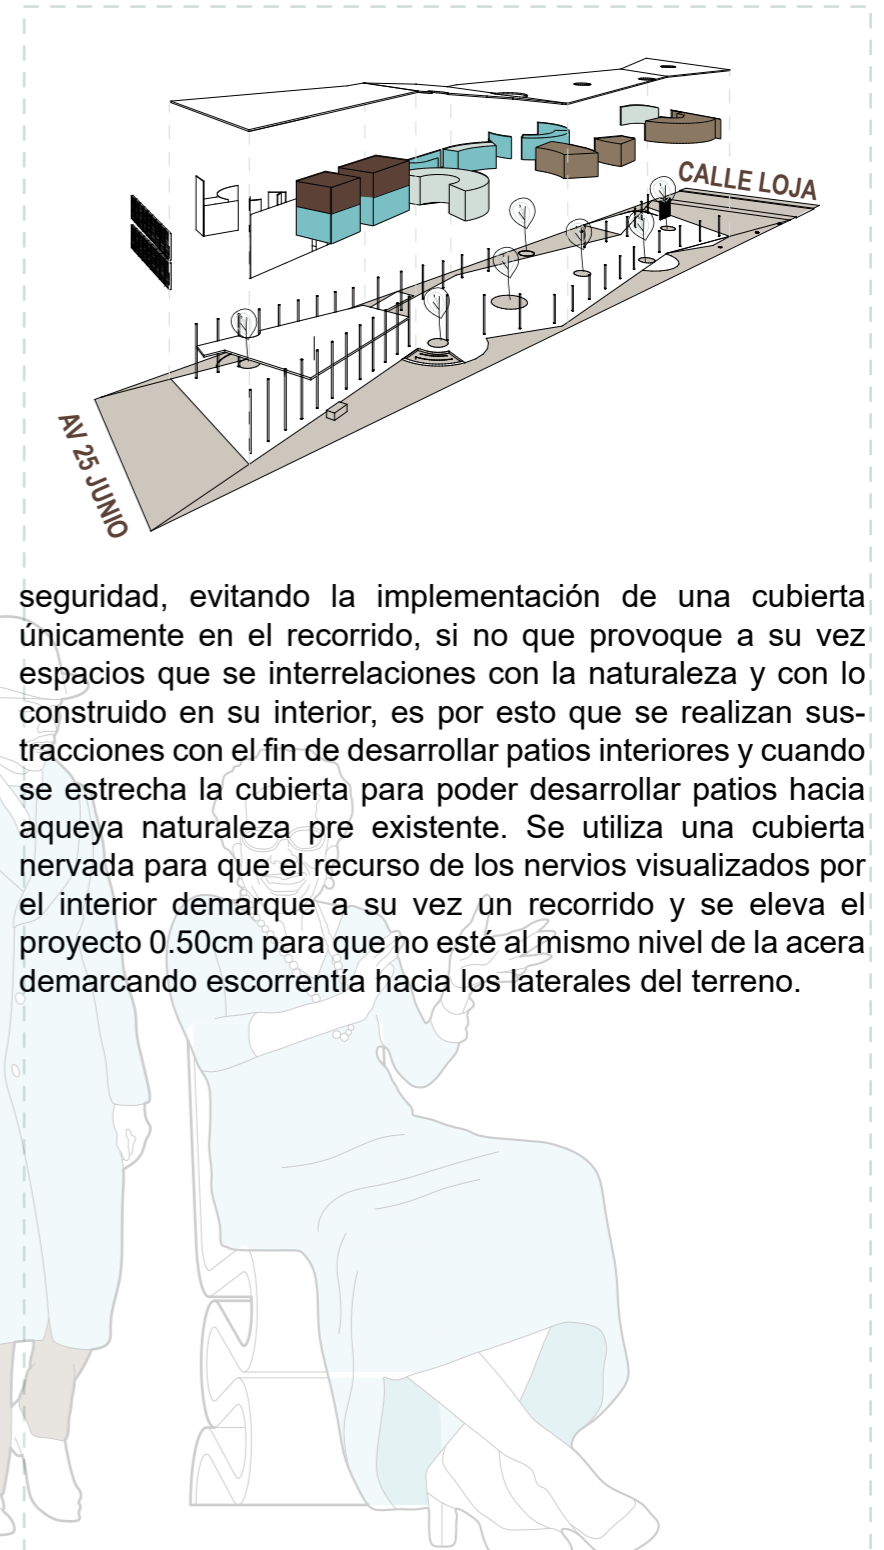 CALLE LOJA
AV 25 JUNIO
seguridad, evitando la implementación de una cubierta
únicamente en el recorrido, si no que provoque a su vez
espacios que se interrelaciones con la naturaleza y con lo
construido en su interior, es por esto que se realizan sus-
tracciones con el fin de desarrollar patios interiores y cuando
se estrecha la cubierta para poder desarrollar patios hacia
aqueya naturaleza pre existente. Se utiliza una cubierta
nervada para que el recurso de los nervios visualizados por
el interior demarque a su vez un recorrido y se eleva el
proyecto 0.50cm para que no esté al mismo nivel de la acera
demarcando escorrentía hacia los laterales del terreno.